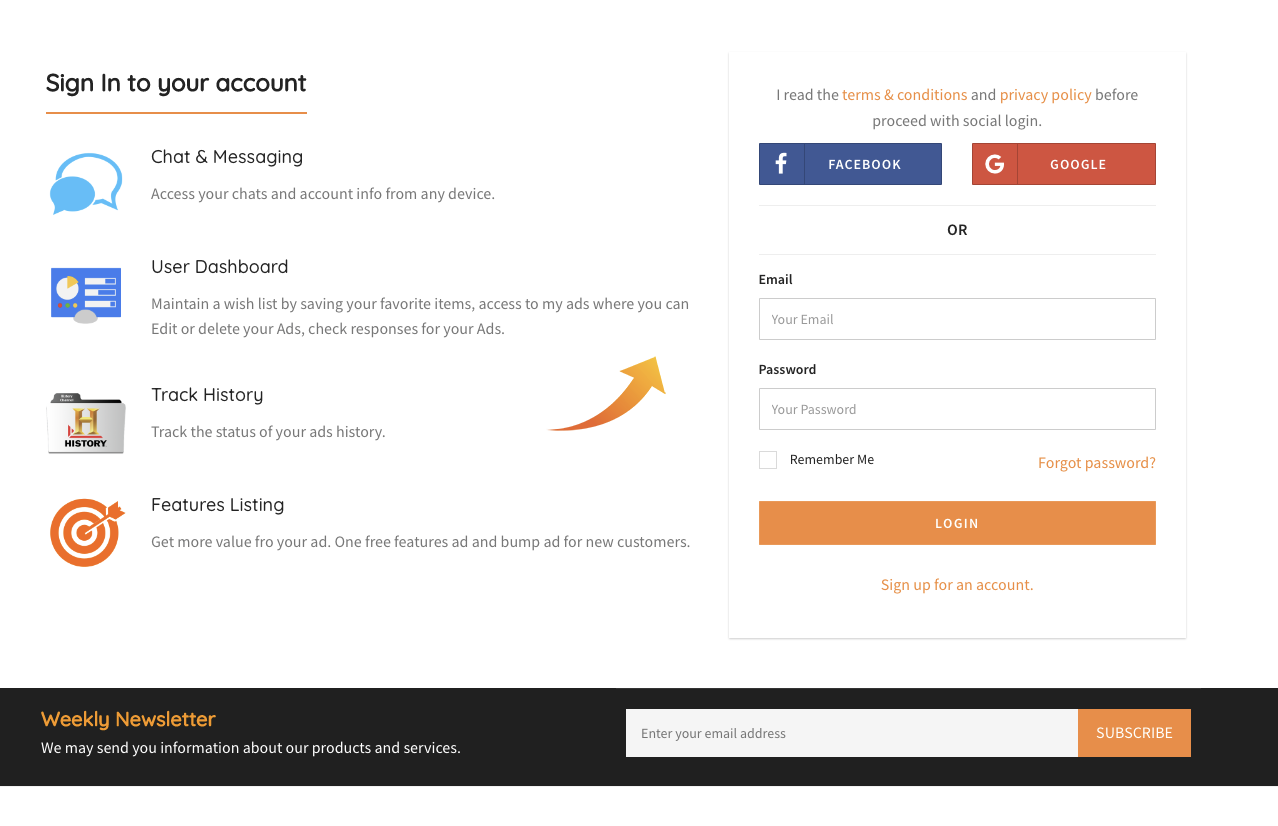 Sign In to your account
Chat & Messaging
Access your chats and account info from any device.
User Dashboard
Maintain a wish list by saving your favorite items, access to my ads where you can
Edit or delete your Ads, check responses for your Ads.
History
Channel
H
HISTORY
Track History
Track the status of your ads history.
Features Listing
Get more value fro your ad. One free features ad and bump ad for new customers.
I read the terms & conditions and privacy policy before
proceed with social login.
f FACEBOOK
G GOOGLE
OR
Email
Your Email
Password
Your Password
Remember Me
Forgot password?
LOGIN
Sign up for an account.
Weekly Newsletter
We may send you information about our products and services.
Enter your email address
SUBSCRIBE